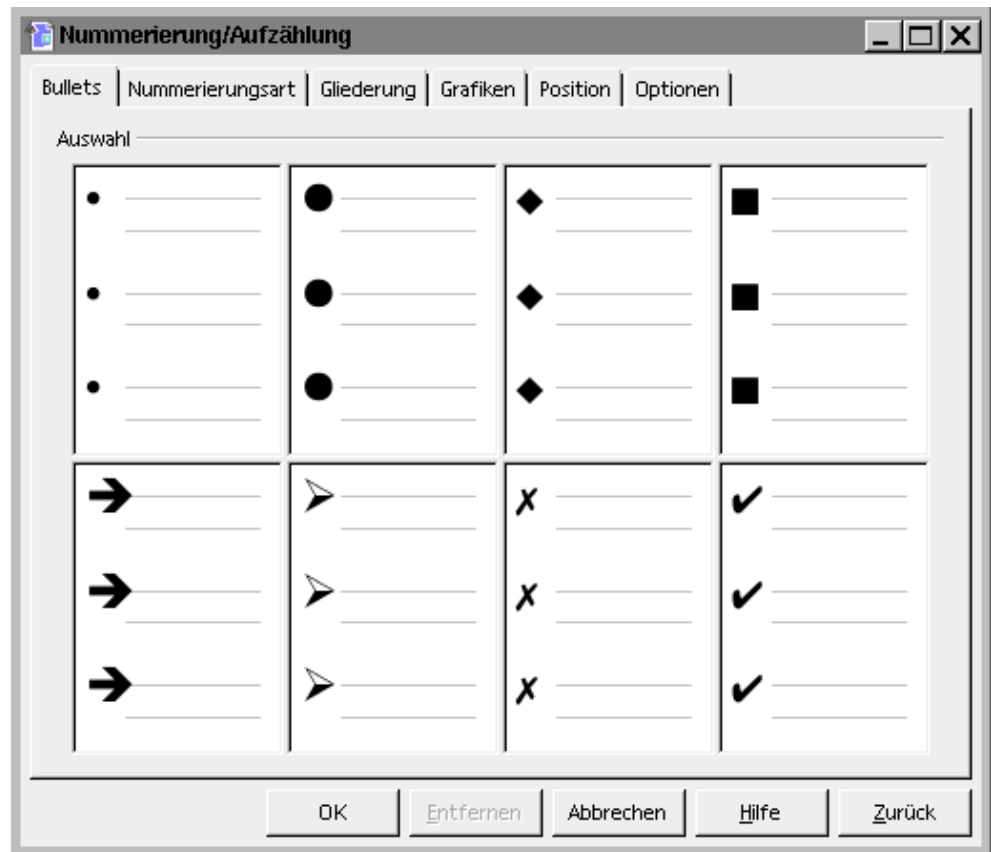 Nummerierung/Aufzählung
Bullets Nummerierungsart Gliederung Grafiken Position Optionen
Auswahl
OK Entfernen Abbrechen Hilfe Zurück